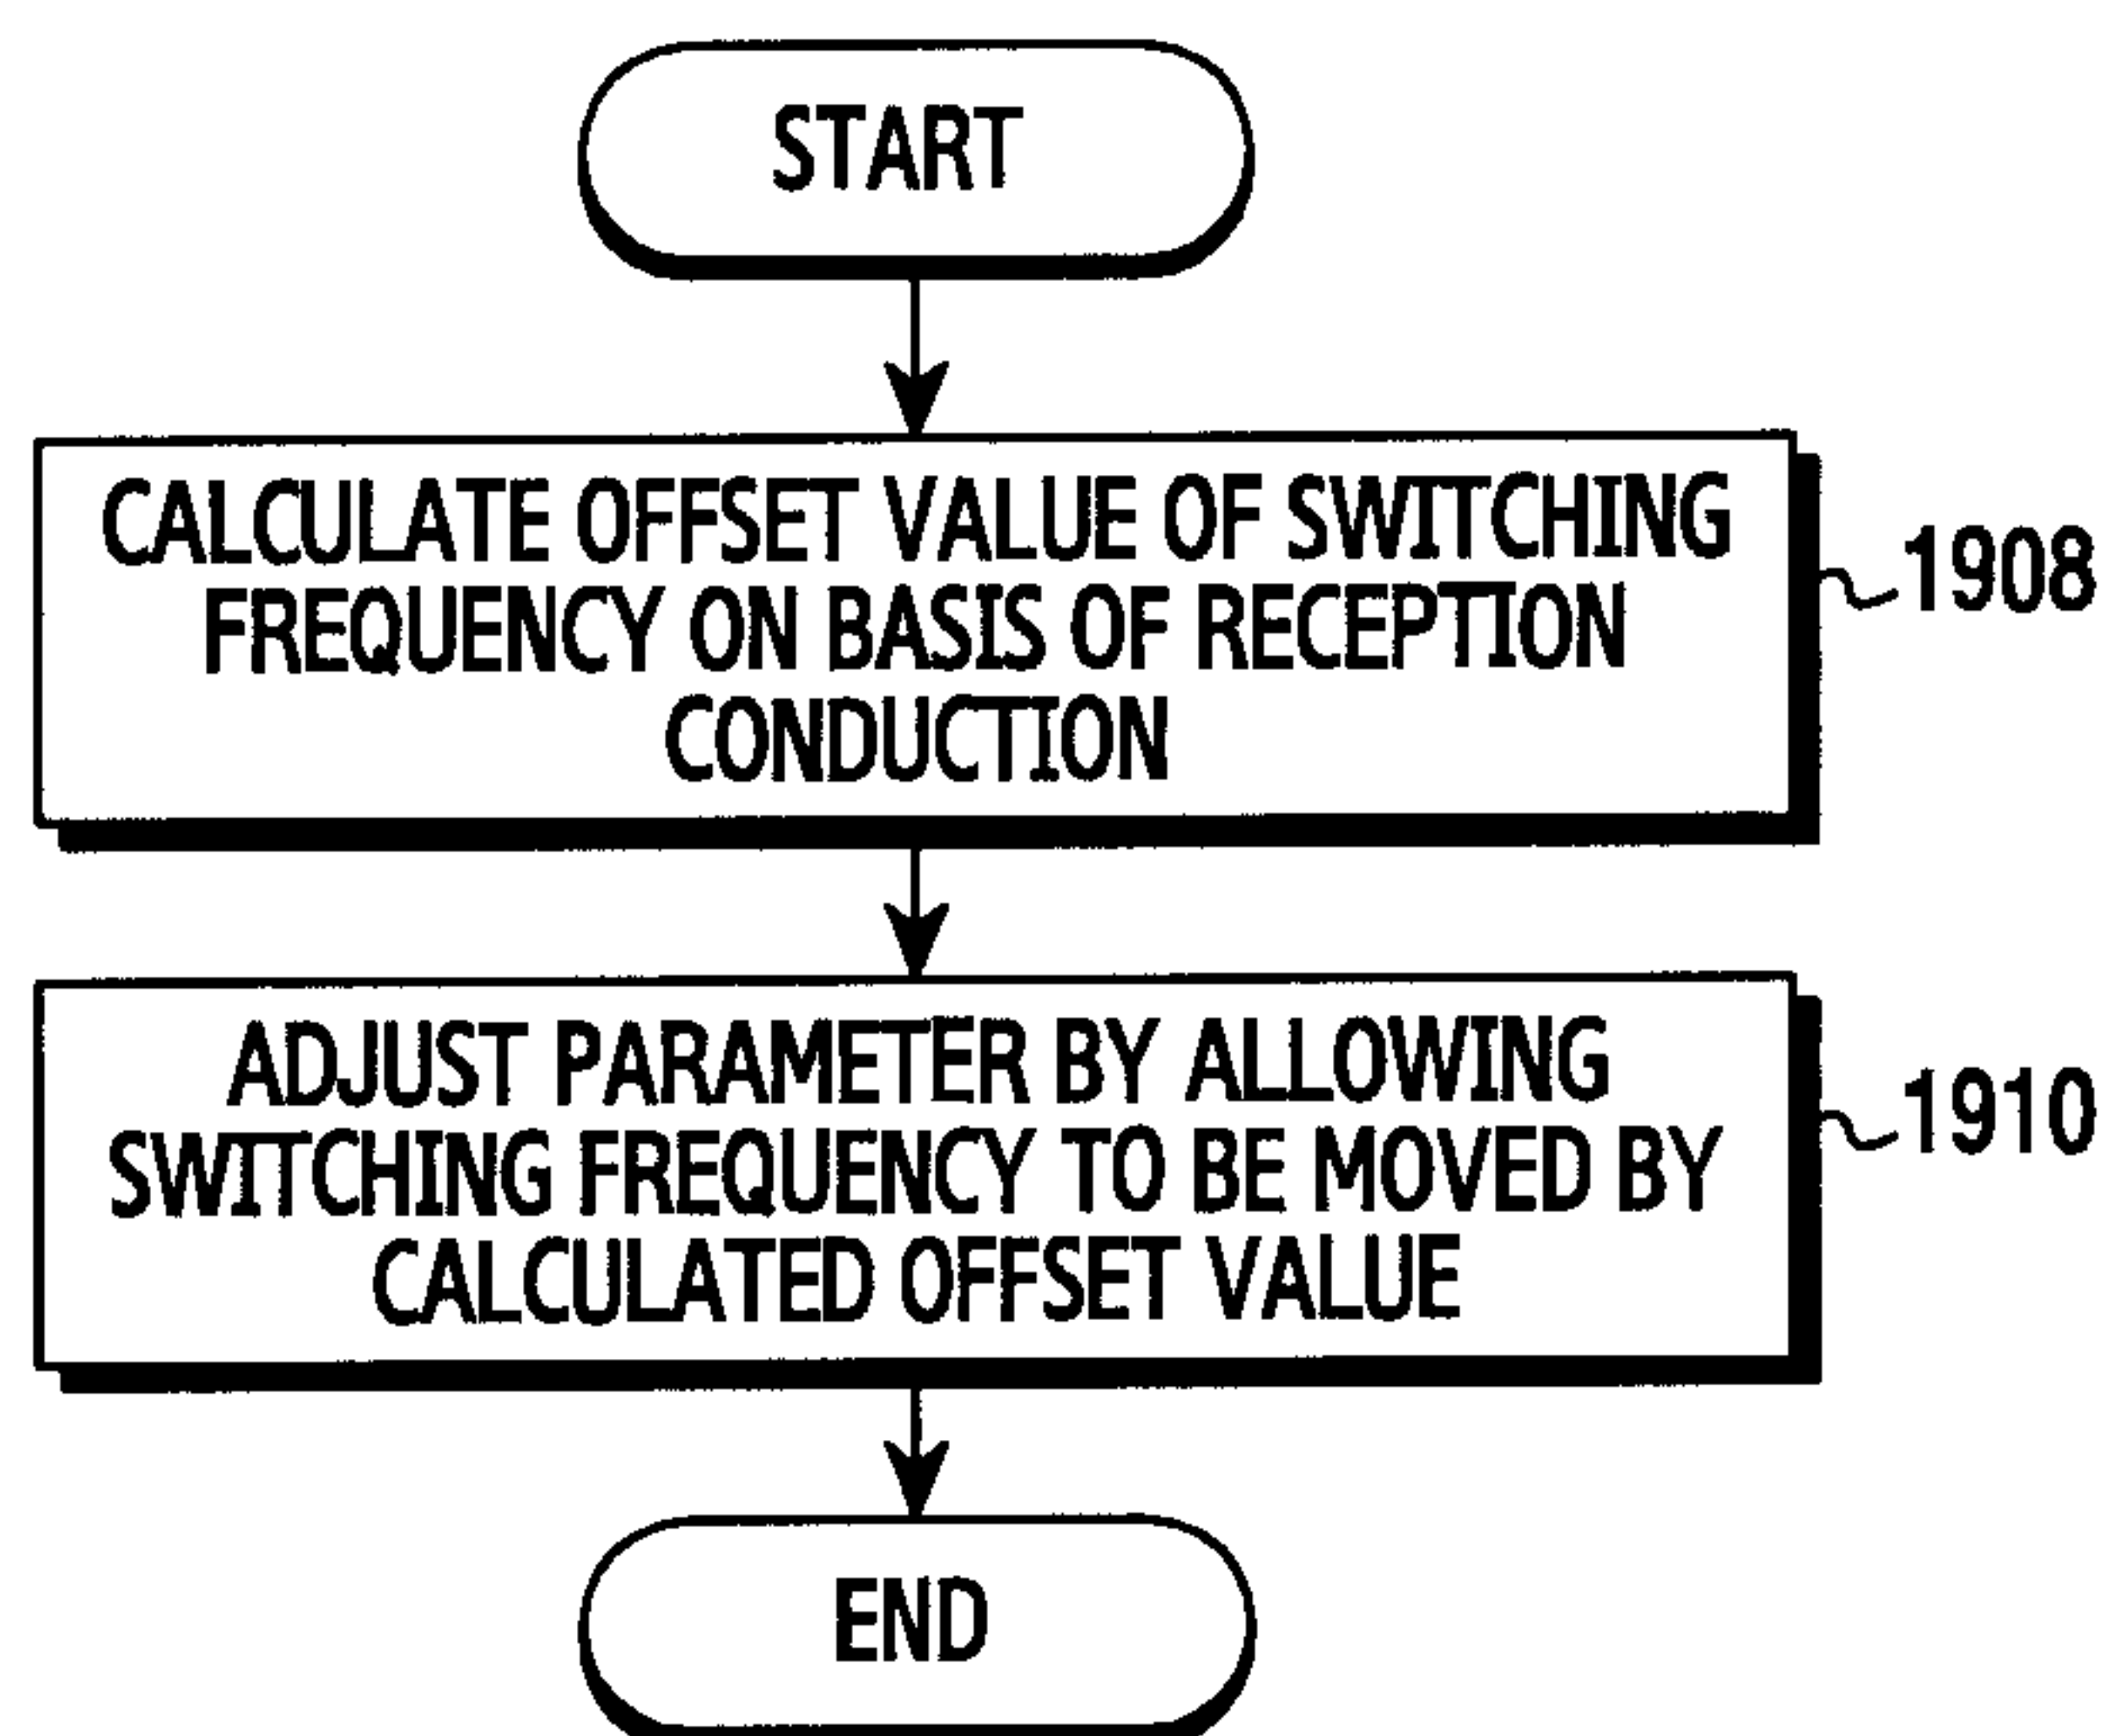 START
CALCULATE OFFSET VALUE OF SWITCHING
FREQUENCY ON BASIS OF RECEPTION
CONDUCTION
1908
ADJUST PARAMETER BY ALLOWING
SWITCHING FREQUENCY TO BE MOVED BY
CALCULATED OFFSET VALUE
1910
END